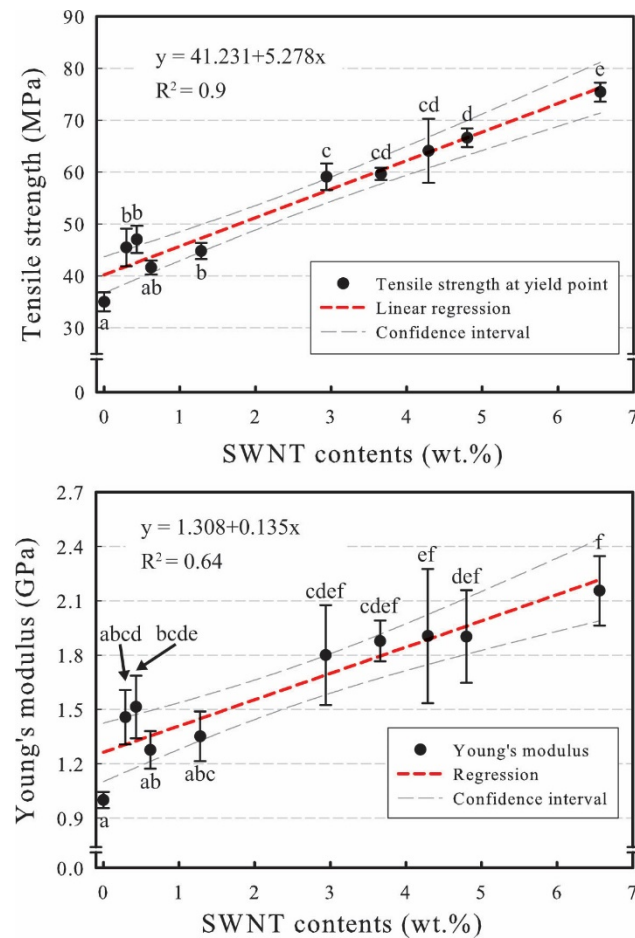 90
80
70
60
50
40
30
0
Tensile strength (MPa)
y = 41.231+5.278x
R² = 0.9
a
b
b
ab
b
c
cd
cd
d
e
Tensile strength at yield point
Linear regression
Confidence interval
0 1 2 3 4 5 6 7
SWNT contents (wt.%)
2.7
2.4
2.1
1.8
1.5
1.2
0.9
0.0
Young's modulus (GPa)
y = 1.308+0.135x
R² = 0.64
abcd
bcde
a
ab
abc
cdef
cdef
ef
def
f
Young's modulus
Regression
Confidence interval
0 1 2 3 4 5 6 7
SWNT contents (wt.%)